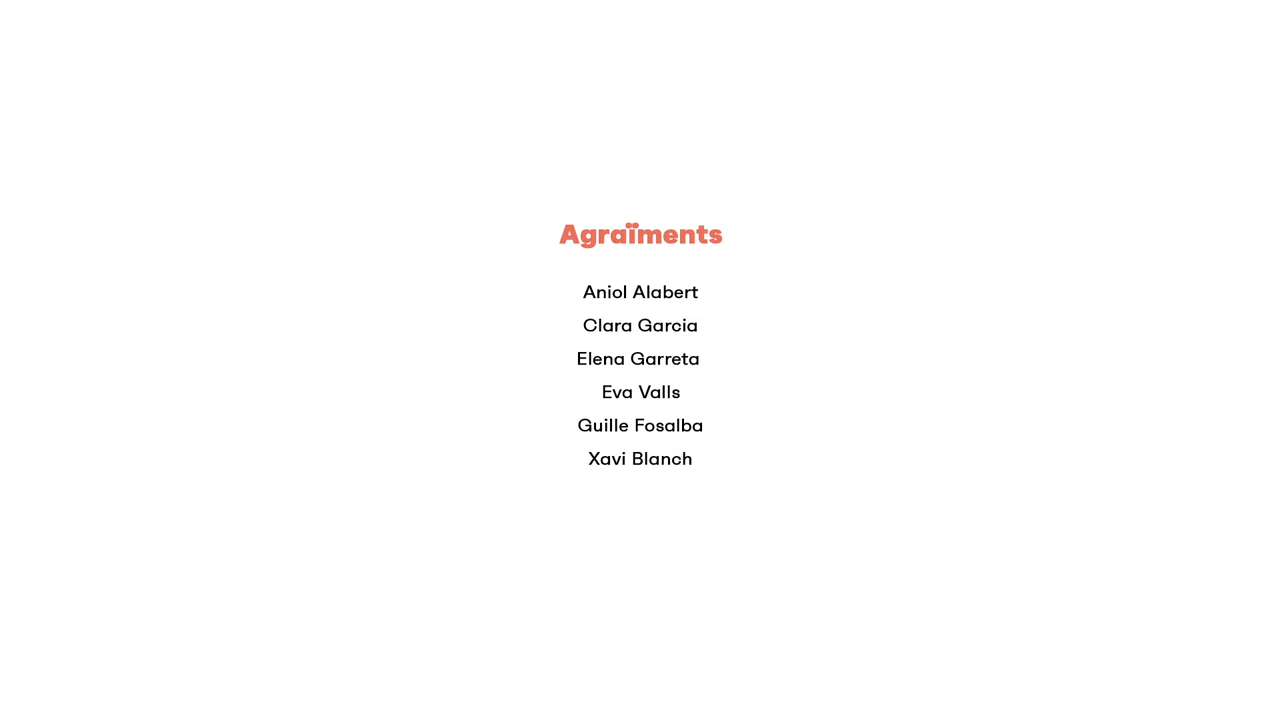 Agraïments
Aniol Alabert
Clara Garcia
Elena Garreta
Eva Valls
Guille Fosalba
Xavi Blanch